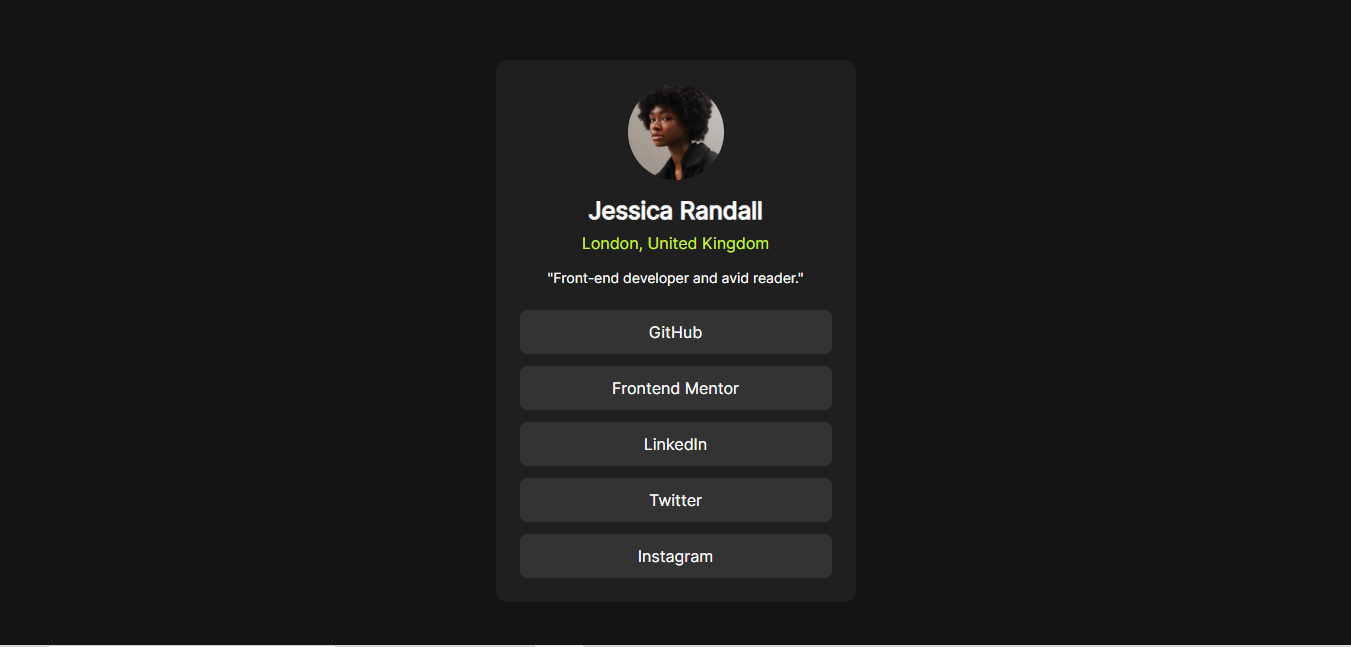 Jessica Randall
London, United Kingdom
"Front-end developer and avid reader."
GitHub
Frontend Mentor
LinkedIn
Twitter
Instagram